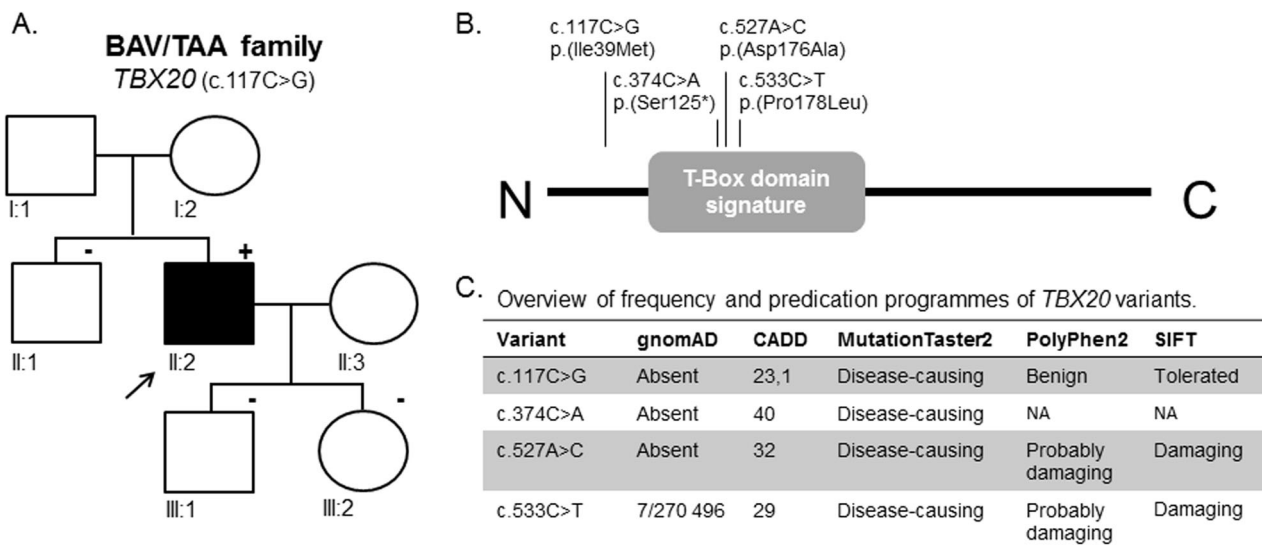 A.
BAV/TAA family
TBX20 (c.117C>G)
I:1
I:2
-
+
II:1
II:2
II:3
-
-
III:1
III:2
B.
c.117C>G
p.(Ile39Met)
c.527A>C
p.(Asp176Ala)
c.374C>A
p.(Ser125*)
c.533C>T
p.(Pro178Leu)
N
T-Box domain
signature
C
C. Overview of frequency and predication programmes of TBX20 variants.
Variant gnomAD CADD MutationTaster2 PolyPhen2 SIFT
c.117C>G Absent 23,1 Disease-causing Benign Tolerated
c.374C>A Absent 40 Disease-causing NA NA
c.527A>C Absent 32 Disease-causing Probably Damaging
damaging
c.533C>T 7/270 496 29 Disease-causing Probably Damaging
damaging